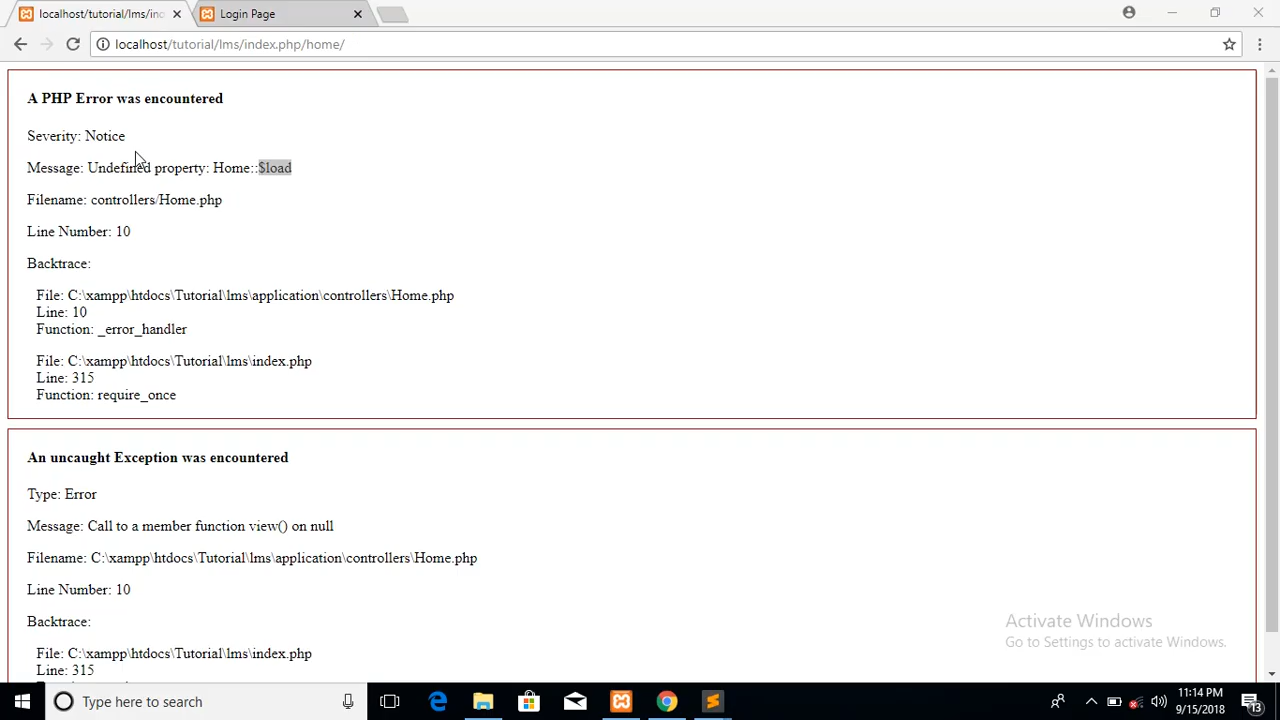 localhost/tutorial/lms/inc
Login Page
localhost/tutorial/lms/index.php/home/
A PHP Error was encountered
Severity: Notice
Message: Undefined property: Home::$load
Filename: controllers/Home.php
Line Number: 10
Backtrace:
File: C:\xampp\htdocs\Tutorial\lms\application\controllers\Home.php
Line: 10
Function: _error_handler
File: C:\xampp\htdocs\Tutorial\lms\index.php
Line: 315
Function: require_once
An uncaught Exception was encountered
Type: Error
Message: Call to a member function view() on null
Filename: C:\xampp\htdocs\Tutorial\lms\application\controllers\Home.php
Line Number: 10
Backtrace:
File: C:\xampp\htdocs\Tutorial\lms\index.php
Line: 315
Activate Windows
Go to Settings to activate Windows.
Type here to search
11:14 PM
9/15/2018
13